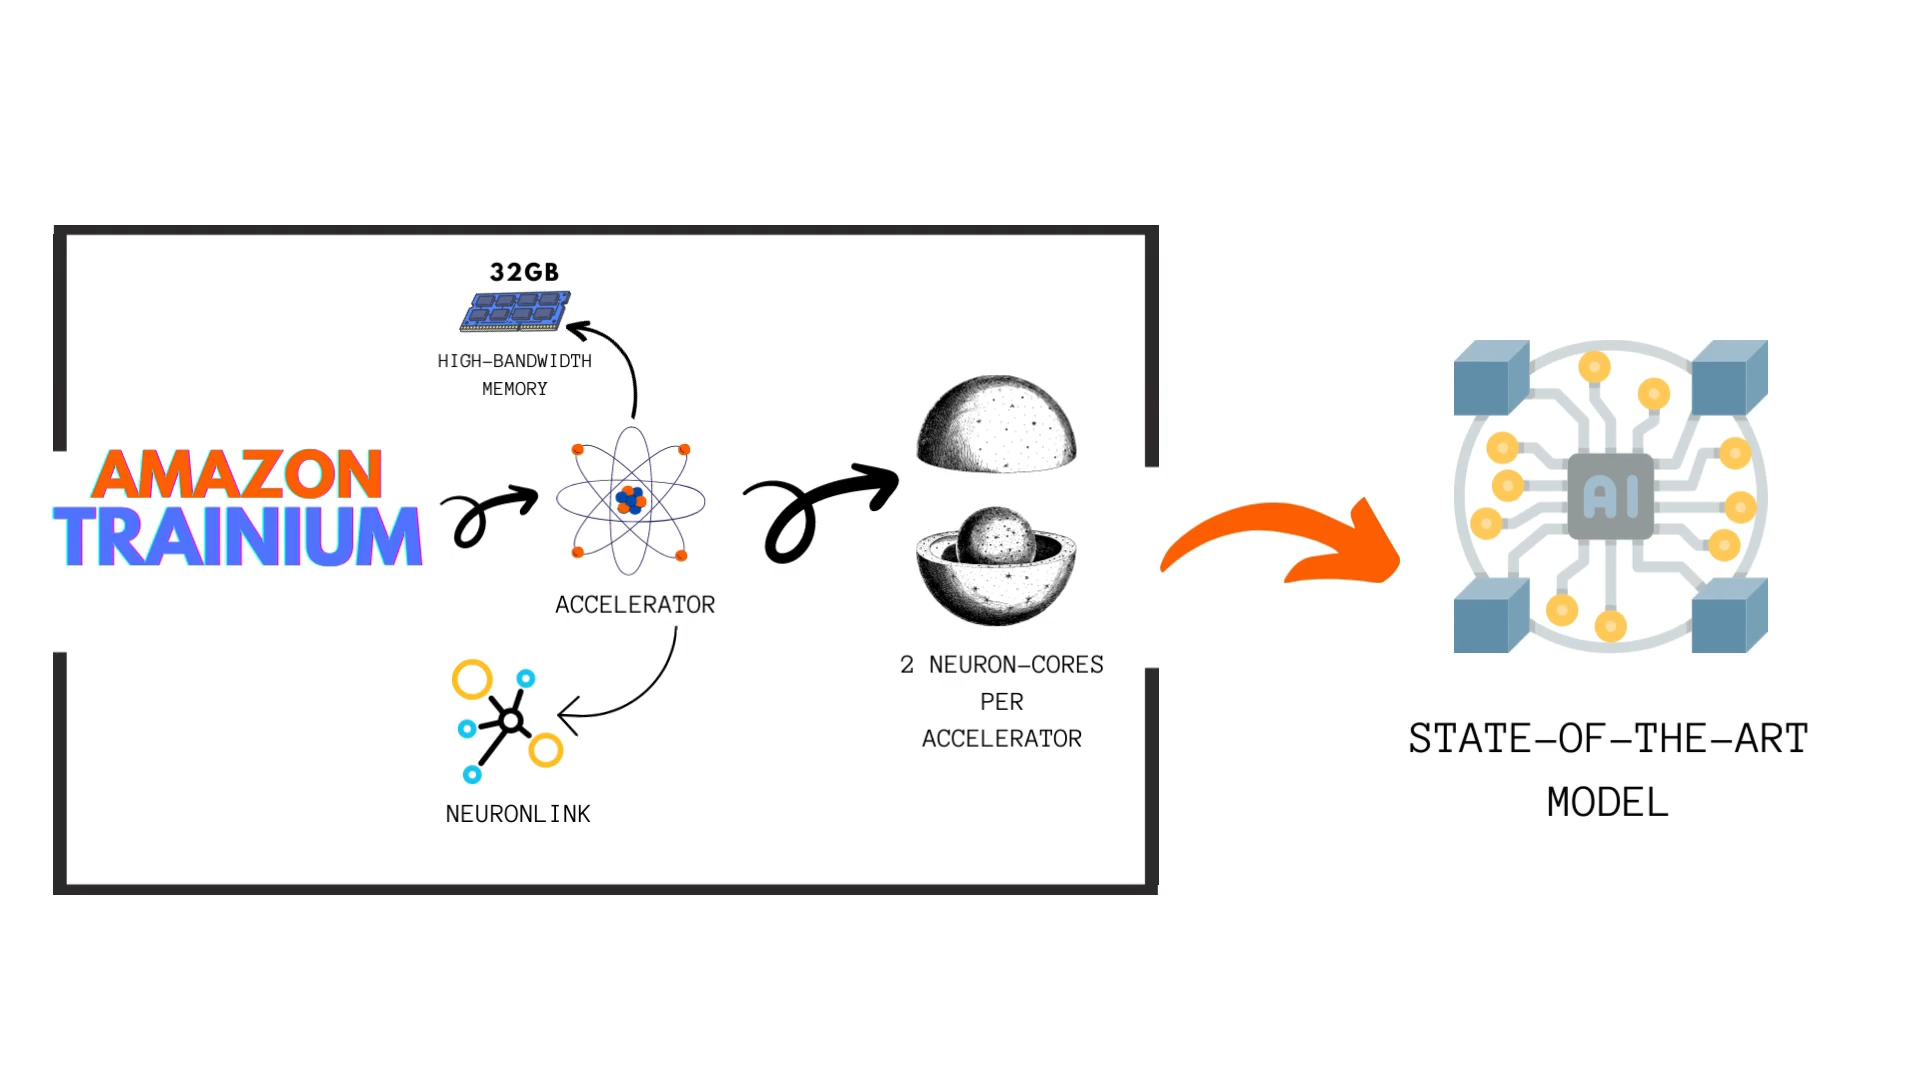 32GB
HIGH-BANDWIDTH
MEMORY
AMAZON
TRAINIUM
ACCELERATOR
NEURONLINK
2 NEURON-CORES
PER
ACCELERATOR
AI
STATE-OF-THE-ART
MODEL